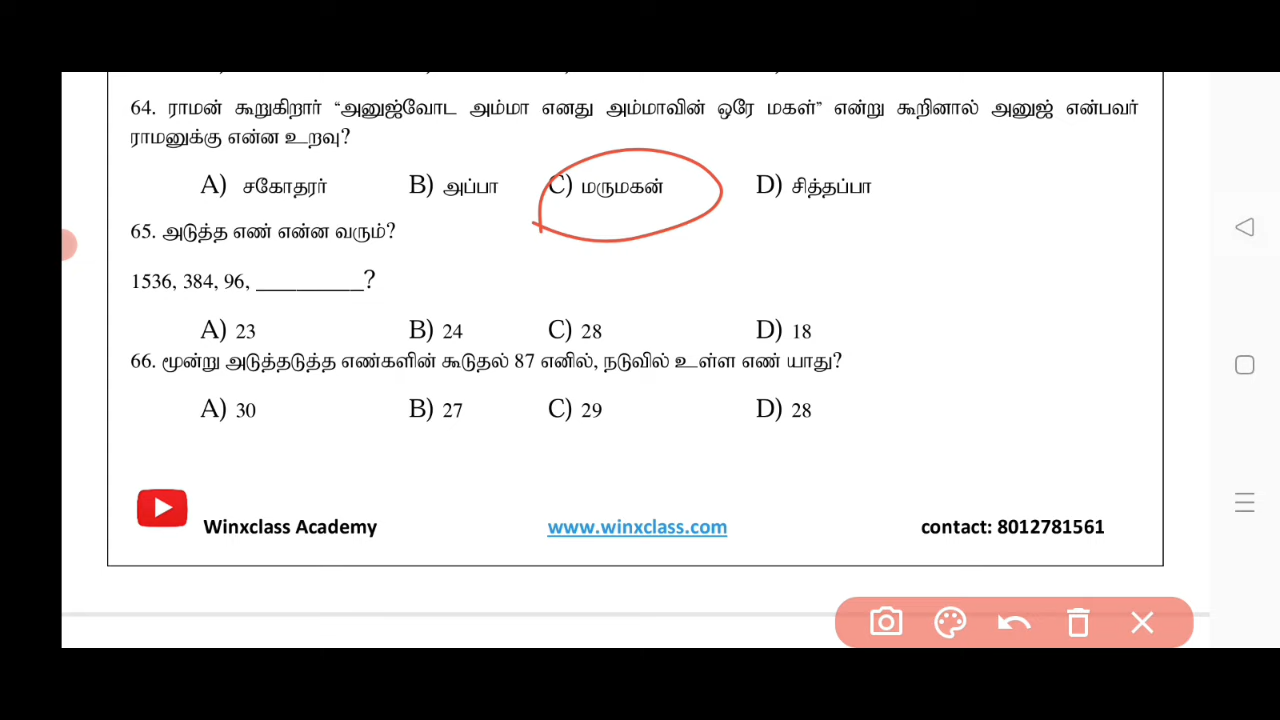 64. ராமன் கூறுகிறார் “அனுஜ்வோட அம்மா எனது அம்மாவின் ஒரே மகள்” என்று கூறினால் அனுஜ் என்பவர்
ராமனுக்கு என்ன உறவு?
A) சகோதரர் B) அப்பா C) மருமகன் D) சித்தப்பா
65. அடுத்த எண் என்ன வரும்?
1536, 384, 96, __________?
A) 23 B) 24 C) 28 D) 18
66. மூன்று அடுத்தடுத்த எண்களின் கூடுதல் 87 எனில், நடுவில் உள்ள எண் யாது?
A) 30 B) 27 C) 29 D) 28
Winxclass Academy www.winxclass.com contact: 8012781561